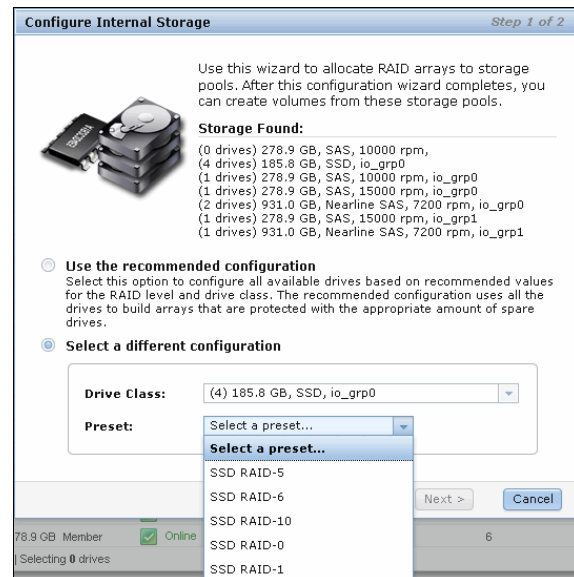 Configure Internal Storage
Step 1 of 2
Use this wizard to allocate RAID arrays to storage
pools. After this configuration wizard completes, you
can create volumes from these storage pools.
Storage Found:
(0 drives) 278.9 GB, SAS, 10000 rpm,
(4 drives) 185.8 GB, SSD, io_grp0
(1 drives) 278.9 GB, SAS, 10000 rpm, io_grp0
(1 drives) 278.9 GB, SAS, 15000 rpm, io_grp0
(2 drives) 931.0 GB, Nearline SAS, 7200 rpm, io_grp0
(1 drives) 278.9 GB, SAS, 15000 rpm, io_grp1
(1 drives) 931.0 GB, Nearline SAS, 7200 rpm, io_grp1
Use the recommended configuration
Select this option to configure all available drives based on recommended values
for the RAID level and drive class. The recommended configuration uses all the
drives to build arrays that are protected with the appropriate amount of spare
drives.
Select a different configuration
Drive Class:
(4) 185.8 GB, SSD, io_grp0
Preset:
Select a preset...
Select a preset...
SSD RAID-5
SSD RAID-6
SSD RAID-10
SSD RAID-0
SSD RAID-1
Next >
Cancel
78.9 GB Member
Online
6
| Selecting 0 drives